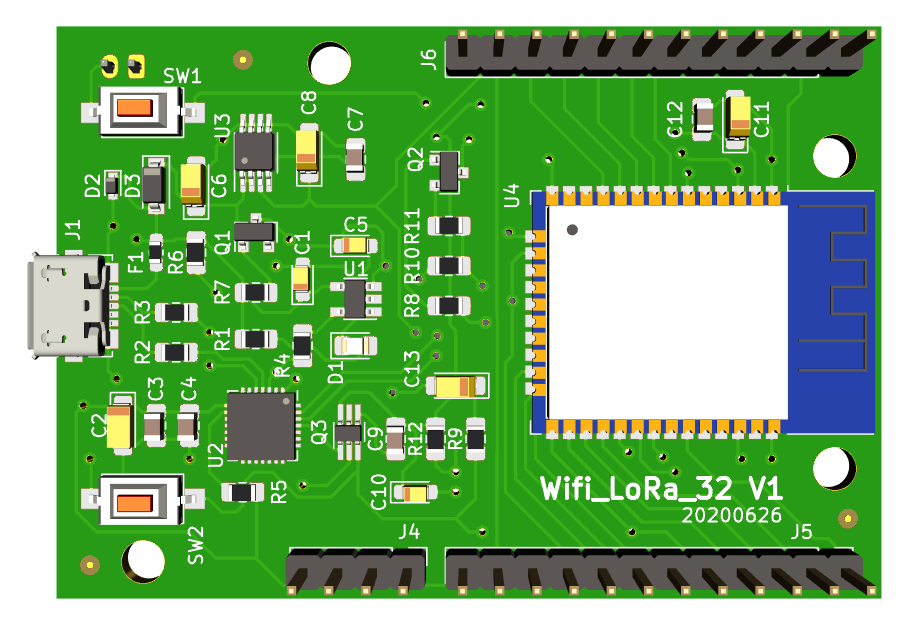 J6
SW1
C8
C12
C11
U3
C7
Q2
D2
D3
C6
U4
J1
Q1
C5
R11
F1
R6
C1
U1
R10
R7
R8
R3
R1
R2
R4
D1
C13
C3
C4
C2
Q3
C9
R12
R9
U2
R5
C10
Wifi_LoRa_32 V1
20200626
SW2
J4
J5